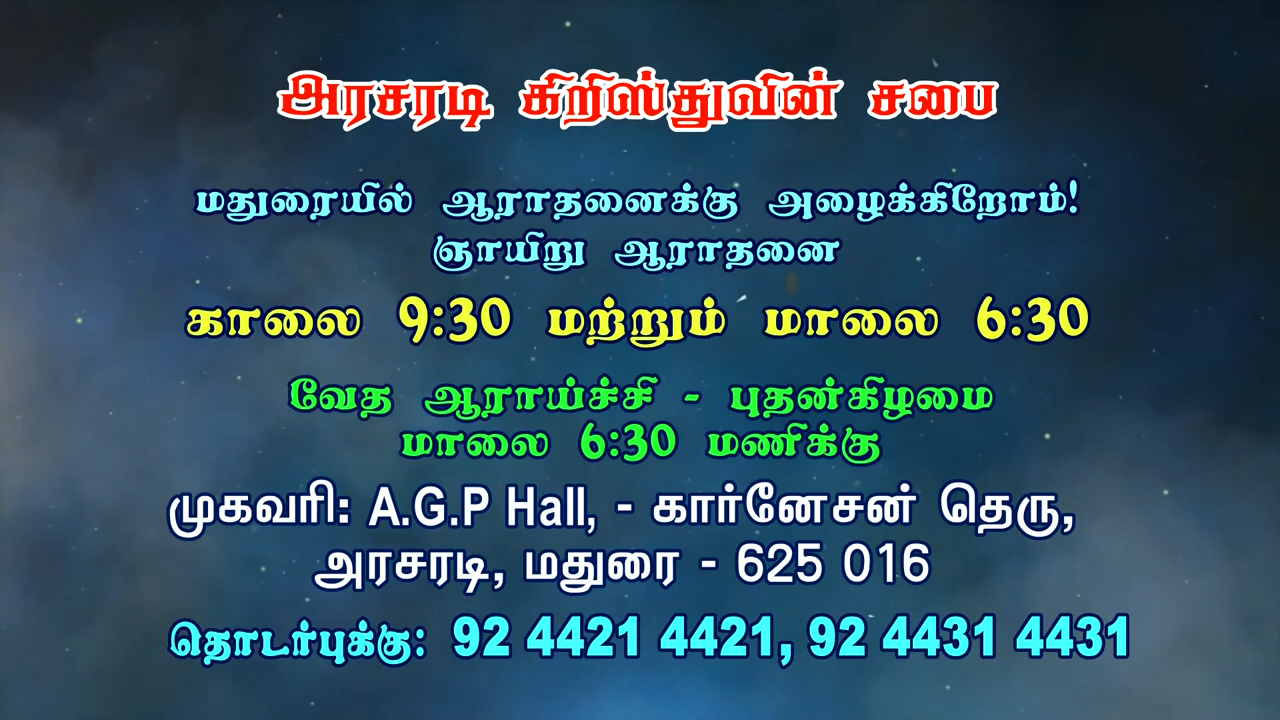 அரசரடி கிறிஸ்துவின் சபை
மதுரையில் ஆராதனைக்கு அழைக்கிறோம்!
ஞாயிறு ஆராதனை
காலை 9:30 மற்றும் மாலை 6:30
வேத ஆராய்ச்சி - புதன்கிழமை
மாலை 6:30 மணிக்கு
முகவரி: A.G.P Hall, - கார்னேசன் தெரு,
அரசரடி, மதுரை - 625 016
தொடர்புக்கு: 92 4421 4421, 92 4431 4431